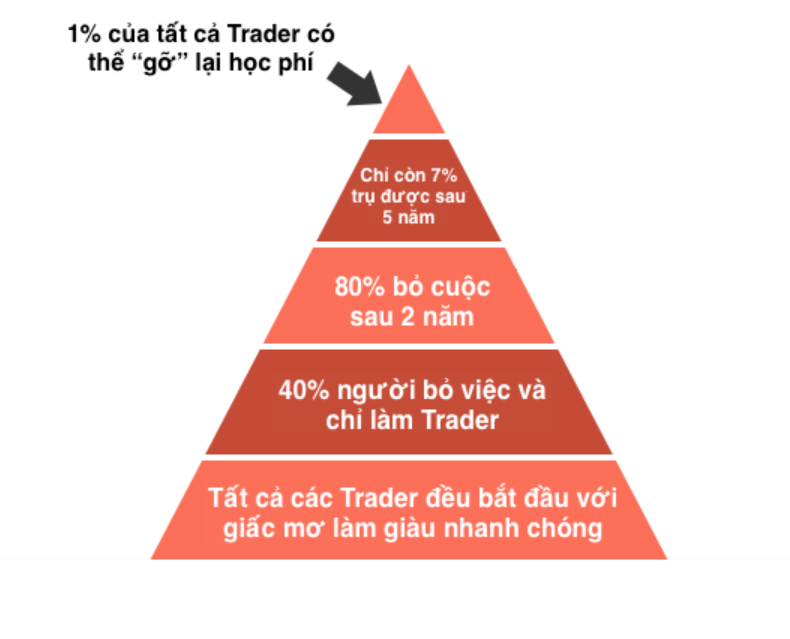 1% của tất cả Trader có
thể “gỡ” lại học phí
Chỉ còn 7%
trụ được sau
5 năm
80% bỏ cuộc
sau 2 năm
40% người bỏ việc và
chỉ làm Trader
Tất cả các Trader đều bắt đầu với
giấc mơ làm giàu nhanh chóng